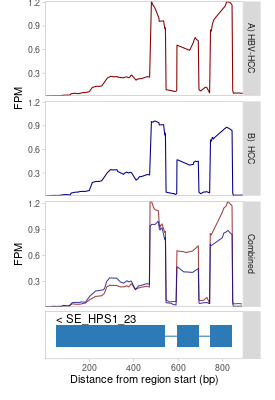 1.2
0.9
0.6
0.3
FPM
A) HBV-HCC
1.2
0.9
0.6
0.3
B) HCC
1.2
0.9
0.6
0.3
FPM
Combined
< SE_HPS1_23
200 400 600 800
Distance from region start (bp)